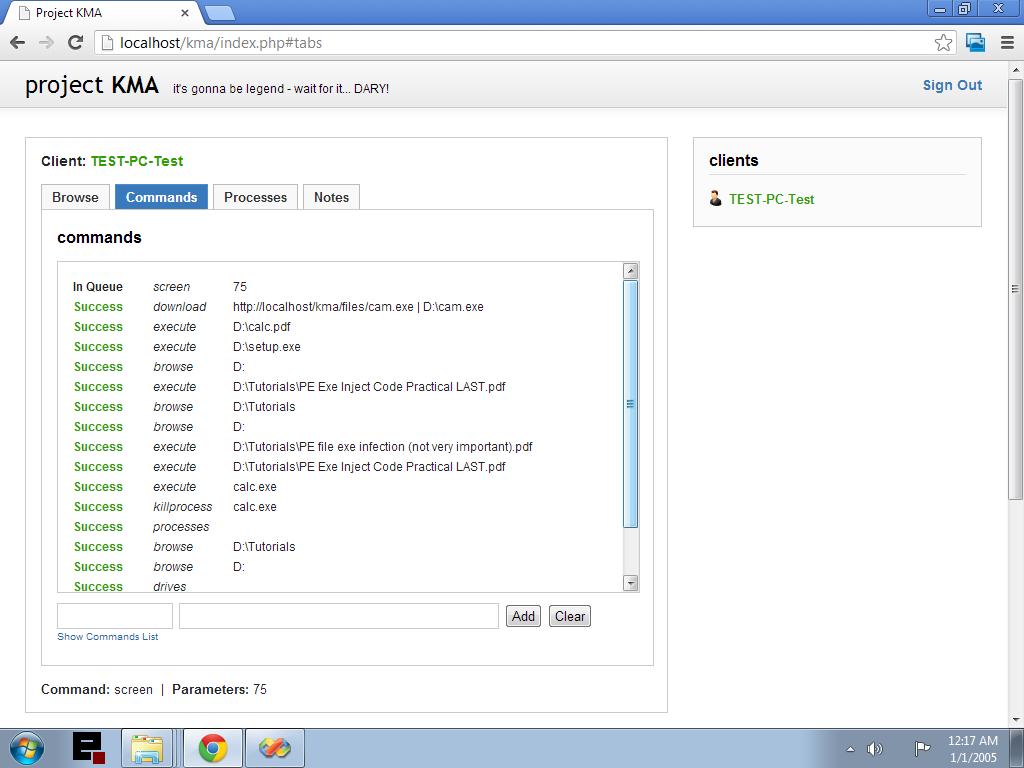 Project KMA
localhost/kma/index.php#tabs
project KMA it's gonna be legend - wait for it... DARY!
Sign Out
Client: TEST-PC-Test
Browse Commands Processes Notes
commands
In Queue screen 75
Success download http://localhost/kma/files/cam.exe | D:\cam.exe
Success execute D:\calc.pdf
Success execute D:\setup.exe
Success browse D:
Success execute D:\Tutorials\PE Exe Inject Code Practical LAST.pdf
Success browse D:\Tutorials
Success browse D:
Success execute D:\Tutorials\PE file exe infection (not very important).pdf
Success execute D:\Tutorials\PE Exe Inject Code Practical LAST.pdf
Success execute calc.exe
Success killprocess calc.exe
Success processes
Success browse D:\Tutorials
Success browse D:
Success drives
Add Clear
Show Commands List
Command: screen | Parameters: 75
clients
TEST-PC-Test
12:17 AM
1/1/2005